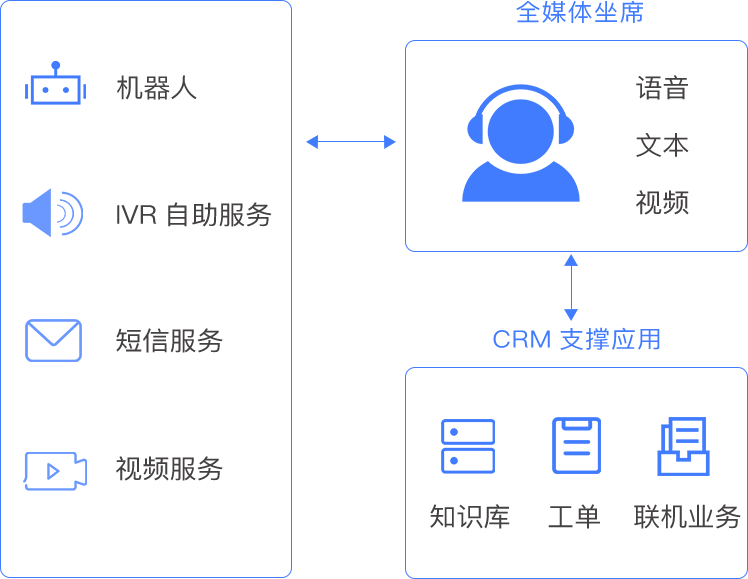 机器人
IVR 自助服务
短信服务
视频服务
全媒体坐席
语音
文本
视频
CRM 支撑应用
知识库
工单
联机业务